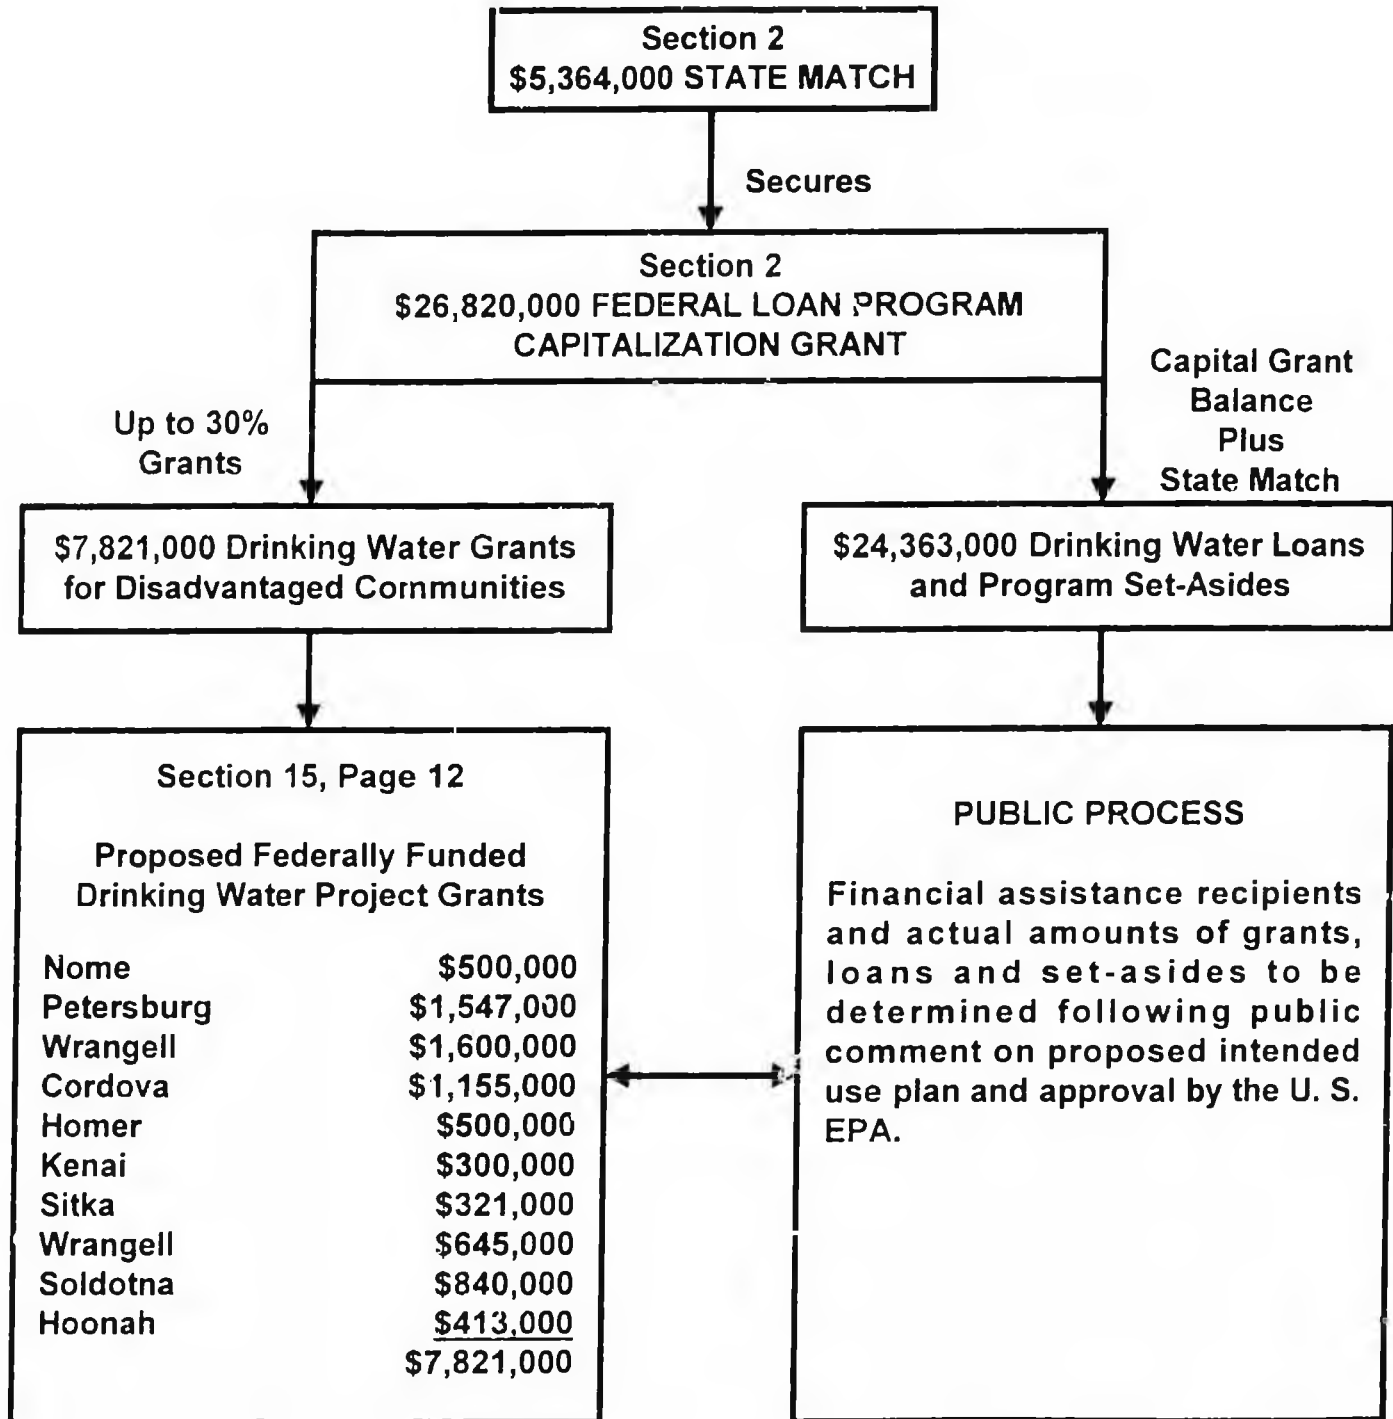 Section 2
$5,364,000 STATE MATCH
Secures
Section 2
$26,820,000 FEDERAL LOAN PROGRAM
CAPITALIZATION GRANT
Up to 30%
Grants
Capital Grant
Balance
Plus
State Match
$7,821,000 Drinking Water Grants
for Disadvantaged Communities
$24,363,000 Drinking Water Loans
and Program Set-Asides
Section 15, Page 12
Proposed Federally Funded
Drinking Water Project Grants
Nome $500,000
Petersburg $1,547,000
Wrangell $1,600,000
Cordova $1,155,000
Homer $500,000
Kenai $300,000
Sitka $321,000
Wrangell $645,000
Soldotna $840,000
Hoonah $413,000
$7,821,000
PUBLIC PROCESS
Financial assistance recipients
and actual amounts of grants,
loans and set-asides to be
determined following public
comment on proposed intended
use plan and approval by the U. S.
EPA.